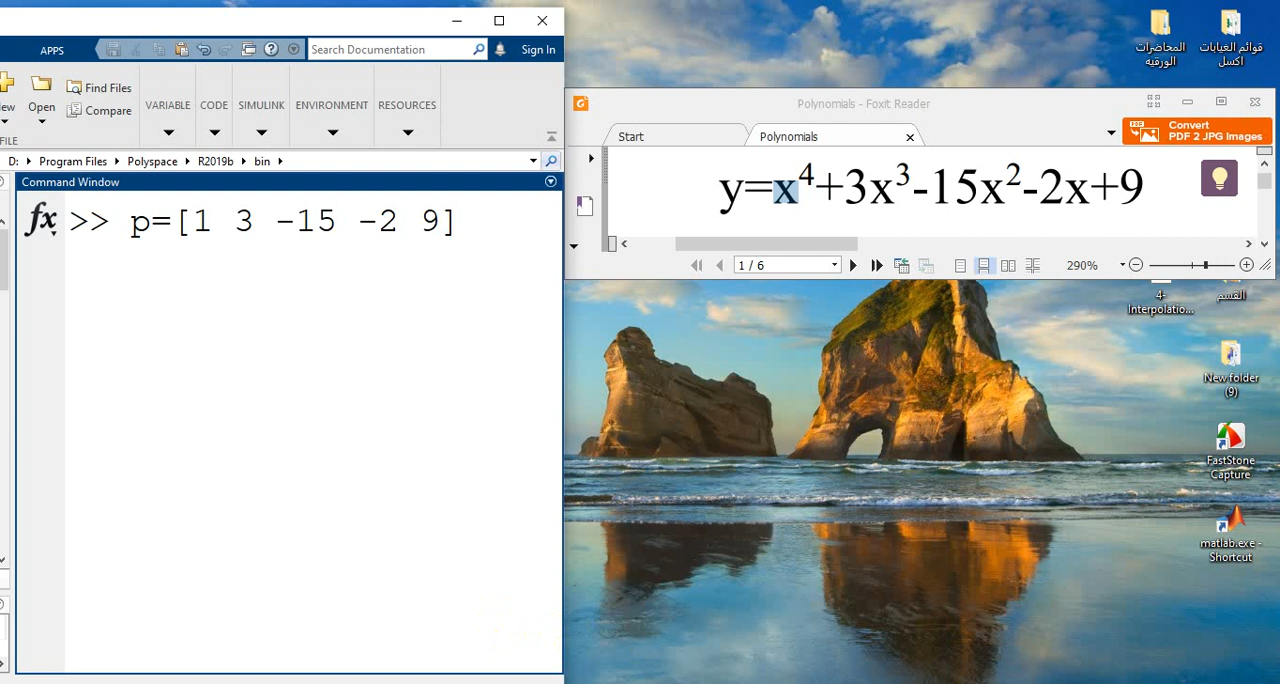 APPS
Search Documentation
Sign In
Open
Find Files
Compare
VARIABLE
CODE
SIMULINK
ENVIRONMENT
RESOURCES
FILE
D: Program Files Polyspace R2019b bin
Command Window
fx >> p=[1 3 -15 -2 9]
Polynomials - Foxit Reader
Start
Polynomials
PDF
Convert
PDF 2 JPG Images
y=x⁴+3x³-15x²-2x+9
1 / 6
290%
المحاضرات
الورقيه
قوائم الغيابات
اكسل
4-
Interpolatio...
القسم
New folder
(9)
FastStone
Capture
matlab.exe -
Shortcut